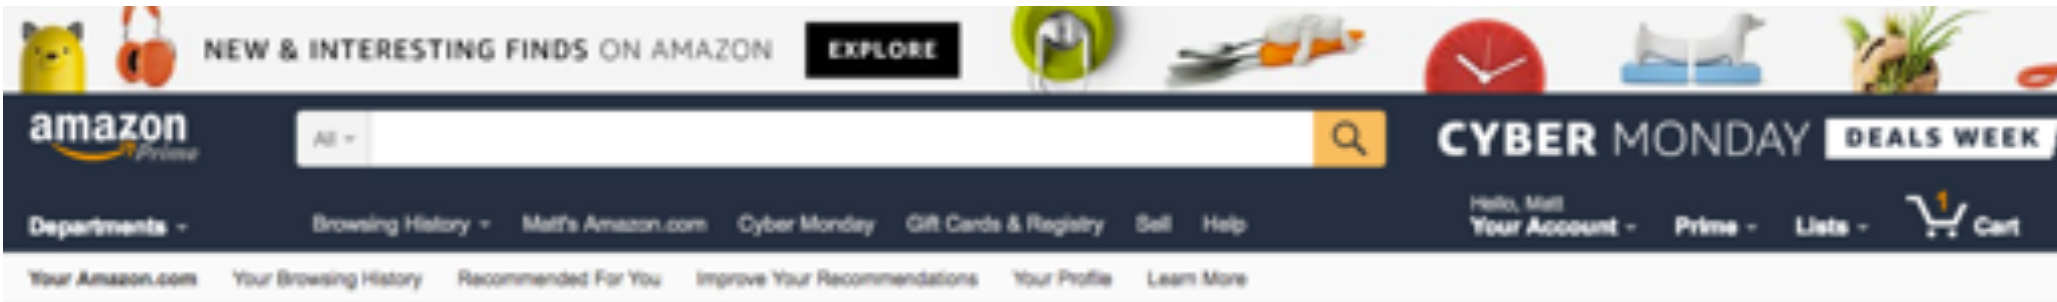 NEW & INTERESTING FINDS ON AMAZON EXPLORE
amazon Prime
All
CYBER MONDAY DEALS WEEK
Departments
Browsing History Matt's Amazon.com Cyber Monday Gift Cards & Registry Sell Help
Hello, Matt
Your Account Prime Lists 1 Cart
Your Amazon.com Your Browsing History Recommended For You Improve Your Recommendations Your Profile Learn More